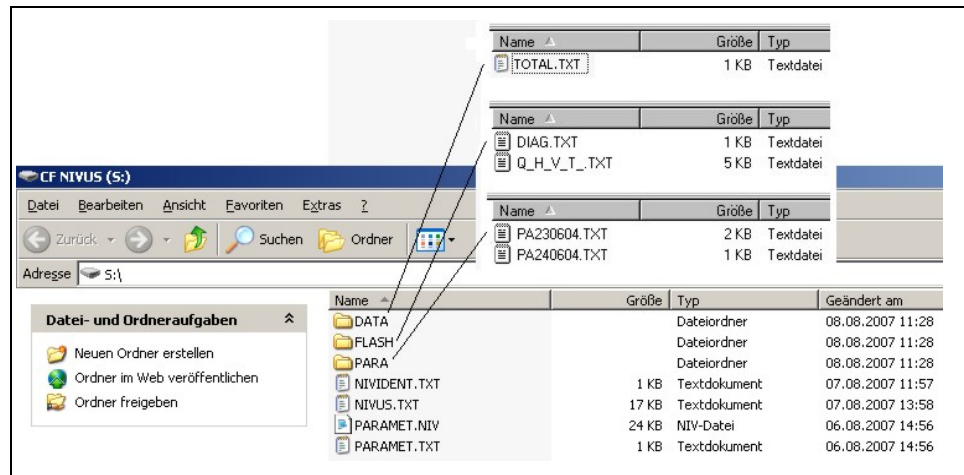 Name Größe Typ
TOTAL.TXT 1 KB Textdatei
Name Größe Typ
DIAG.TXT 1 KB Textdatei
Q_H_V_T_.TXT 5 KB Textdatei
Name Größe Typ
PA230604.TXT 2 KB Textdatei
PA240604.TXT 1 KB Textdatei
CF NIVUS (S:)
Datei Bearbeiten Ansicht Favoriten Extras ?
Zurück Suchen Ordner
Adresse S:\
Datei- und Ordneraufgaben
Neuen Ordner erstellen
Ordner im Web veröffentlichen
Ordner freigeben
Name Größe Typ Geändert am
DATA Dateiordner 08.08.2007 11:28
FLASH Dateiordner 08.08.2007 11:28
PARA Dateiordner 08.08.2007 11:28
NIVIDENT.TXT 1 KB Textdokument 07.08.2007 11:57
NIVUS.TXT 17 KB Textdokument 07.08.2007 13:58
PARAMET.NIV 24 KB NIV-Datei 06.08.2007 14:56
PARAMET.TXT 1 KB Textdokument 06.08.2007 14:56